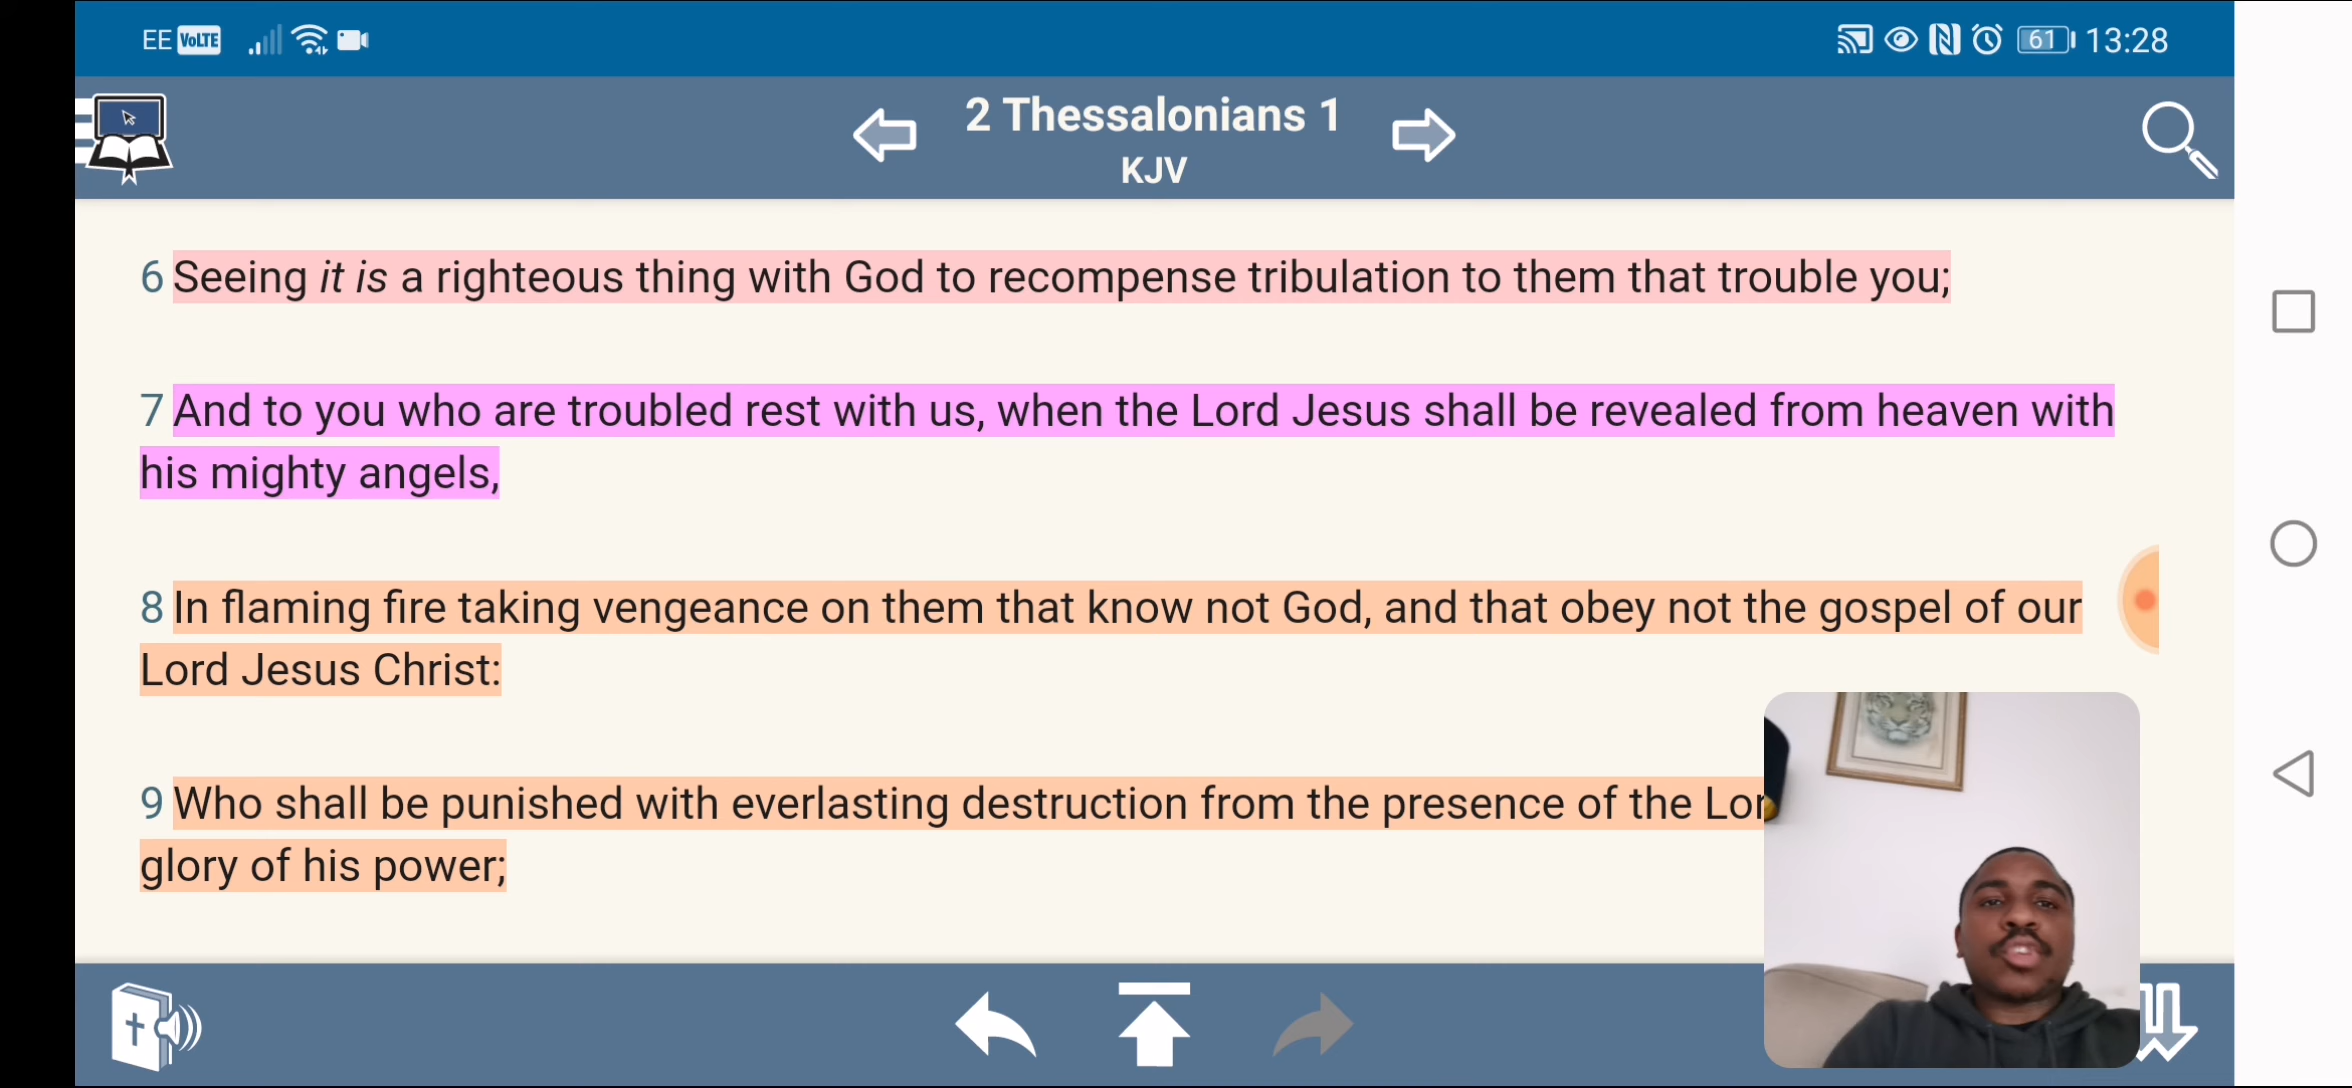 EE VoLTE 61 13:28
2 Thessalonians 1
KJV
6 Seeing it is a righteous thing with God to recompense tribulation to them that trouble you;
7 And to you who are troubled rest with us, when the Lord Jesus shall be revealed from heaven with
his mighty angels,
8 In flaming fire taking vengeance on them that know not God, and that obey not the gospel of our
Lord Jesus Christ:
9 Who shall be punished with everlasting destruction from the presence of the
glory of his power;